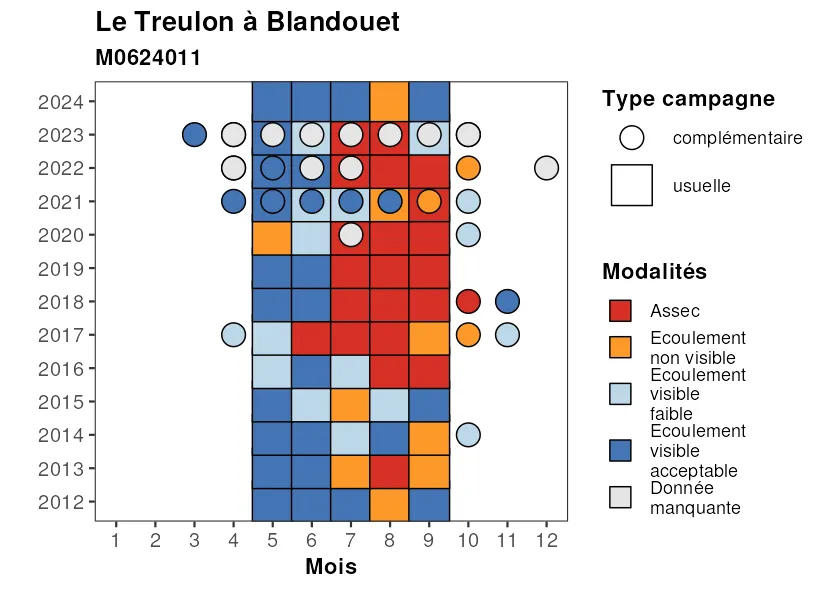 Le Treulon à Blandouet
M0624011
2024
2023
2022
2021
2020
2019
2018
2017
2016
2015
2014
2013
2012
1 2 3 4 5 6 7 8 9 10 11 12
Mois
Type campagne
complémentaire
usuelle
Modalités
Assec
Ecoulement
non visible
Ecoulement
visible
faible
Ecoulement
visible
acceptable
Donnée
manquante